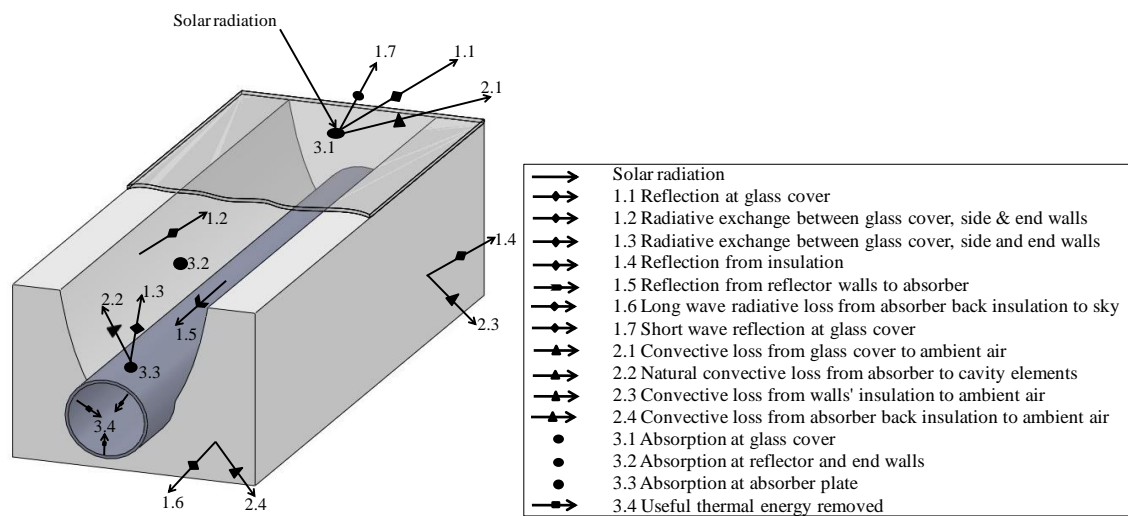 Solar radiation
1.7
1.1
2.1
3.1
1.2
1.4
3.2
2.2
1.3
1.5
2.3
3.3
3.4
1.6
2.4
Solar radiation
1.1 Reflection at glass cover
1.2 Radiative exchange between glass cover, side & end walls
1.3 Radiative exchange between glass cover, side and end walls
1.4 Reflection from insulation
1.5 Reflection from reflector walls to absorber
1.6 Long wave radiative loss from absorber back insulation to sky
1.7 Short wave reflection at glass cover
2.1 Convective loss from glass cover to ambient air
2.2 Natural convective loss from absorber to cavity elements
2.3 Convective loss from walls' insulation to ambient air
2.4 Convective loss from absorber back insulation to ambient air
3.1 Absorption at glass cover
3.2 Absorption at reflector and end walls
3.3 Absorption at absorber plate
3.4 Useful thermal energy removed